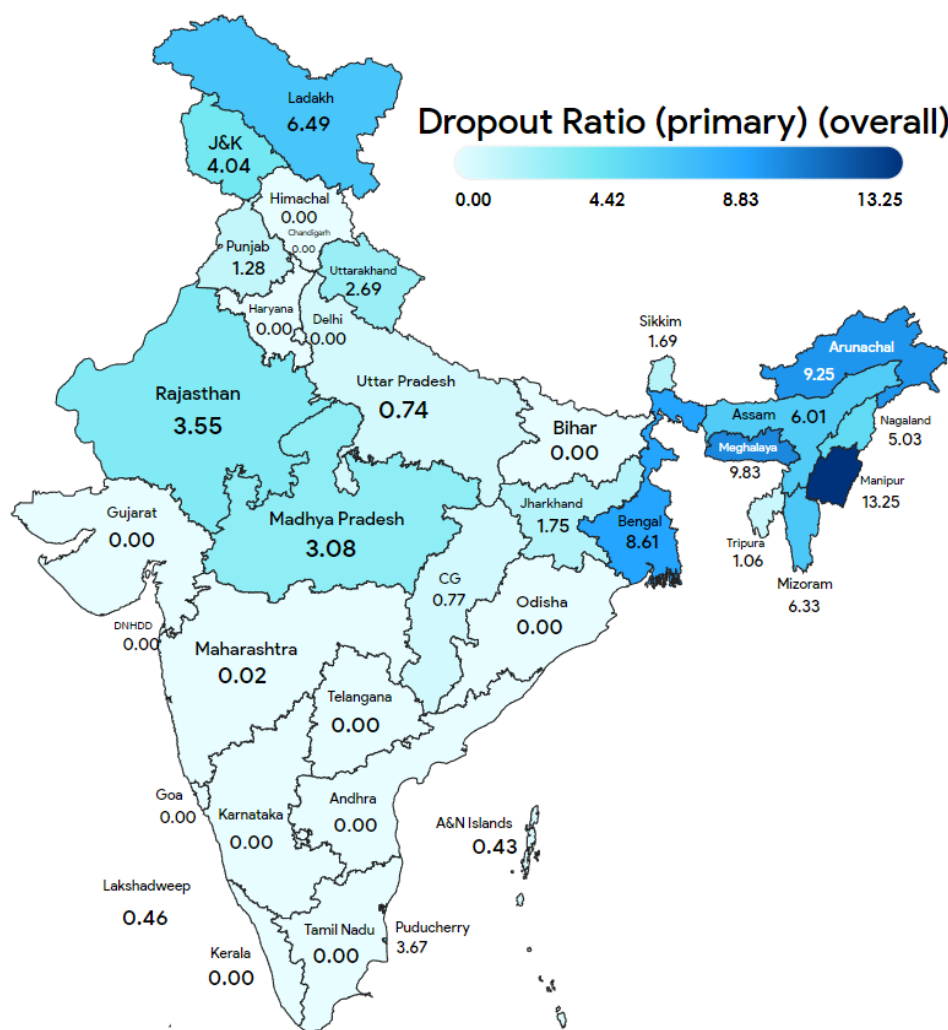 Dropout Ratio (primary) (overall)
0.00 4.42 8.83 13.25
Ladakh
6.49
J&K
4.04
Himachal
0.00
Chandigarh
0.00
Punjab
1.28
Uttarakhand
2.69
Haryana
0.00
Delhi
0.00
Rajasthan
3.55
Uttar Pradesh
0.74
Bihar
0.00
Sikkim
1.69
Arunachal
9.25
Assam 6.01
Nagaland
5.03
Meghalaya
9.83
Manipur
13.25
Tripura
1.06
Mizoram
6.33
Gujarat
0.00
Madhya Pradesh
3.08
Jharkhand
1.75
Bengal
8.61
CG
0.77
Odisha
0.00
DNHDD
0.00
Maharashtra
0.02
Telangana
0.00
Goa
0.00
Karnataka
0.00
Andhra
0.00
A&N Islands
0.43
Lakshadweep
0.46
Kerala
0.00
Tamil Nadu
0.00
Puducherry
3.67